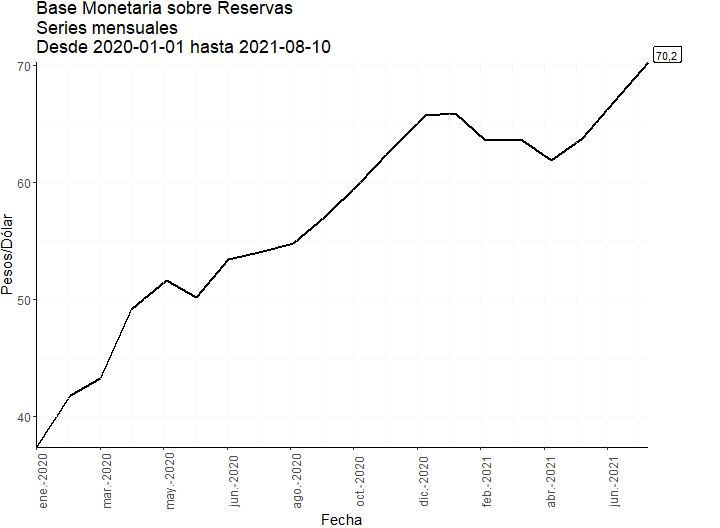 Base Monetaria sobre Reservas
Series mensuales
Desde 2020-01-01 hasta 2021-08-10
70,2
70
60
50
40
Pesos/Dólar
ene.-2020
mar.-2020
may.-2020
jun.-2020
ago.-2020
oct.-2020
dic.-2020
feb.-2021
abr.-2021
jun.-2021
Fecha